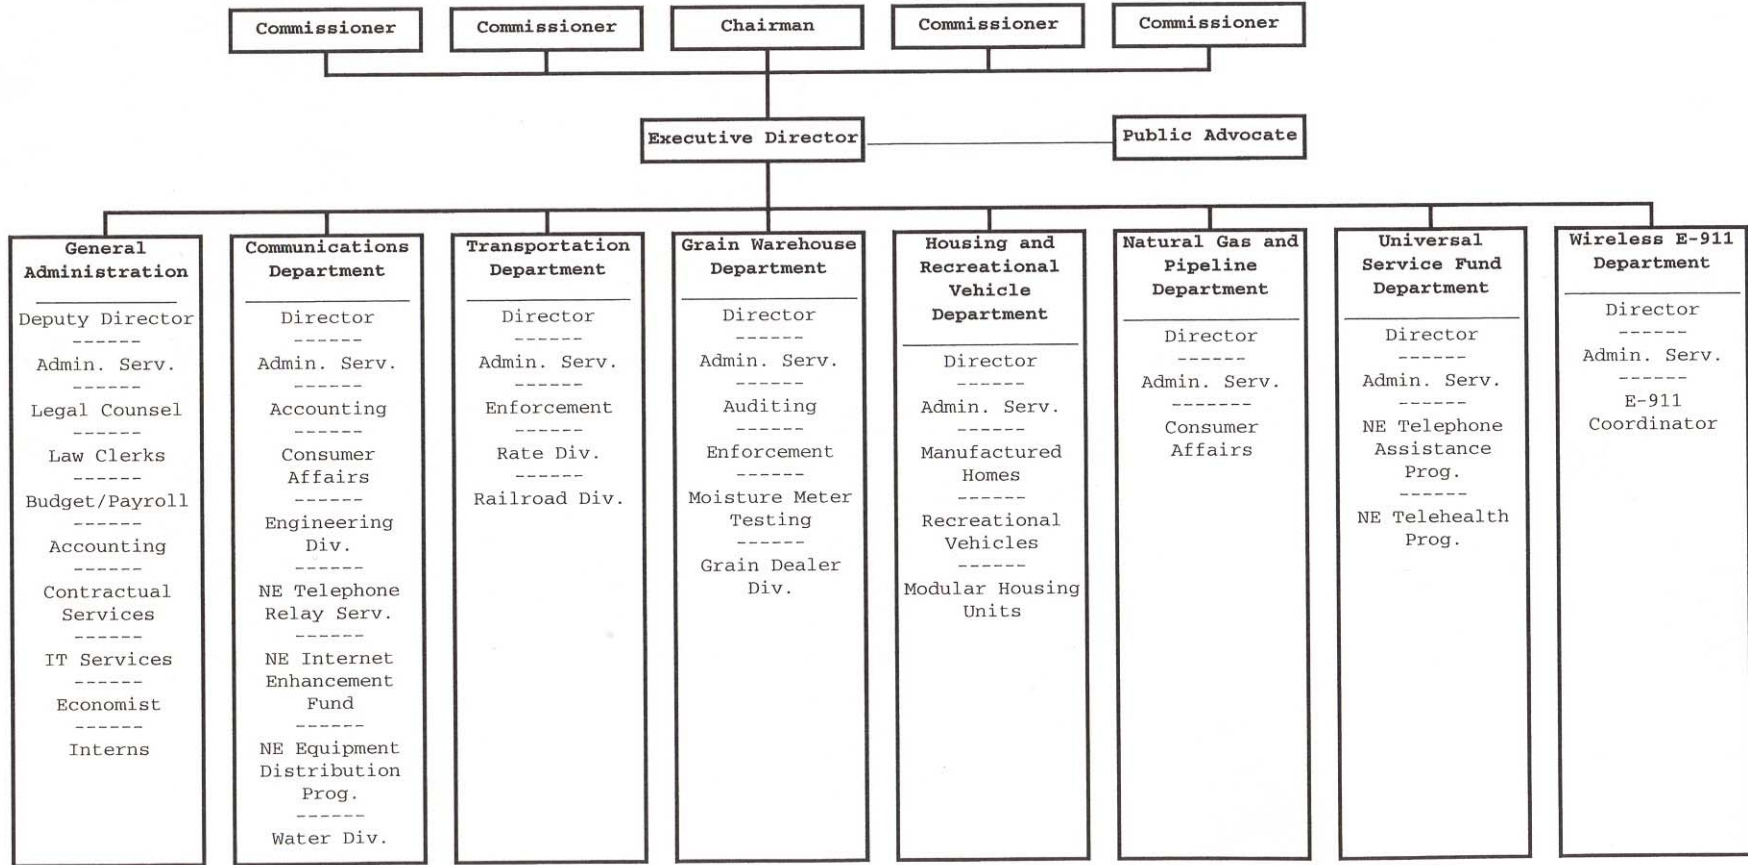 Commissioner
Commissioner
Chairman
Commissioner
Commissioner
Executive Director
Public Advocate
General
Administration
Deputy Director
------
Admin. Serv.
------
Legal Counsel
------
Law Clerks
------
Budget/Payroll
------
Accounting
------
Contractual
Services
------
IT Services
------
Economist
------
Interns
Communications
Department
Director
------
Admin. Serv.
------
Accounting
------
Consumer
Affairs
------
Engineering
Div.
------
NE Telephone
Relay Serv.
------
NE Internet
Enhancement
Fund
------
NE Equipment
Distribution
Prog.
------
Water Div.
Transportation
Department
Director
------
Admin. Serv.
------
Enforcement
------
Rate Div.
------
Railroad Div.
Grain Warehouse
Department
Director
------
Admin. Serv.
------
Auditing
------
Enforcement
------
Moisture Meter
Testing
------
Grain Dealer
Div.
Housing and
Recreational
Vehicle
Department
Director
------
Admin. Serv.
------
Manufactured
Homes
------
Recreational
Vehicles
------
Modular Housing
Units
Natural Gas and
Pipeline
Department
Director
------
Admin. Serv.
-------
Consumer
Affairs
Universal
Service Fund
Department
Director
------
Admin. Serv.
------
NE Telephone
Assistance
Prog.
------
NE Telehealth
Prog.
Wireless E-911
Department
Director
------
Admin. Serv.
------
E-911
Coordinator